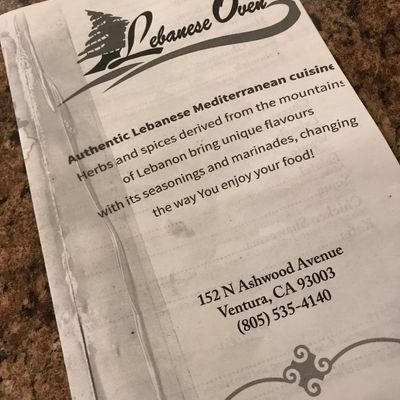 Lebanese Oven
Authentic Lebanese Mediterranean cuisine
Herbs and spices derived from the mountains
of Lebanon bring unique flavours
with its seasonings and marinades, changing
the way You enjoy your food!
152 N Ashwood Avenue
Ventura, CA 93003
(805) 535-4140